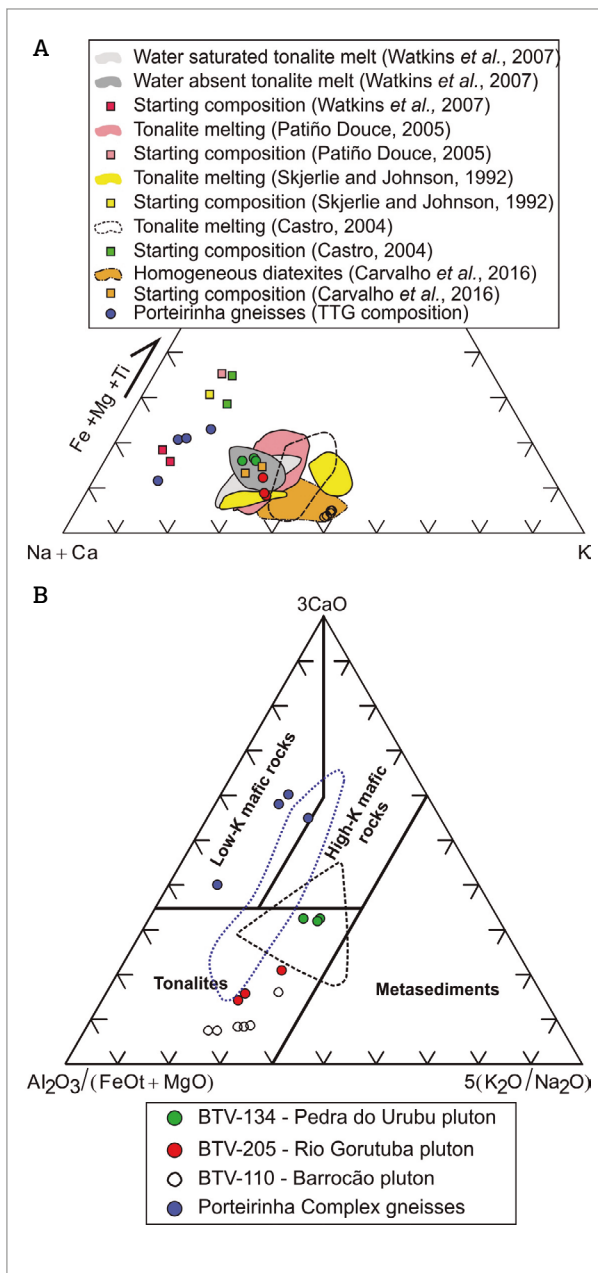 A
Water saturated tonalite melt (Watkins et al., 2007)
Water absent tonalite melt (Watkins et al., 2007)
Starting composition (Watkins et al., 2007)
Tonalite melting (Patiño Douce, 2005)
Starting composition (Patiño Douce, 2005)
Tonalite melting (Skjerlie and Johnson, 1992)
Starting composition (Skjerlie and Johnson, 1992)
Tonalite melting (Castro, 2004)
Starting composition (Castro, 2004)
Homogeneous diatexites (Carvalho et al., 2016)
Starting composition (Carvalho et al., 2016)
Porteirinha gneisses (TTG composition)
Fe +Mg +Ti
Na + Ca
K
B
3CaO
Low-K mafic rocks
High-K mafic
rocks
Tonalites
Metasediments
Al₂O₃/(FeOt + MgO)
5(K₂O/Na₂O)
BTV-134 - Pedra do Urubu pluton
BTV-205 - Rio Gorutuba pluton
BTV-110 - Barrocão pluton
Porteirinha Complex gneisses